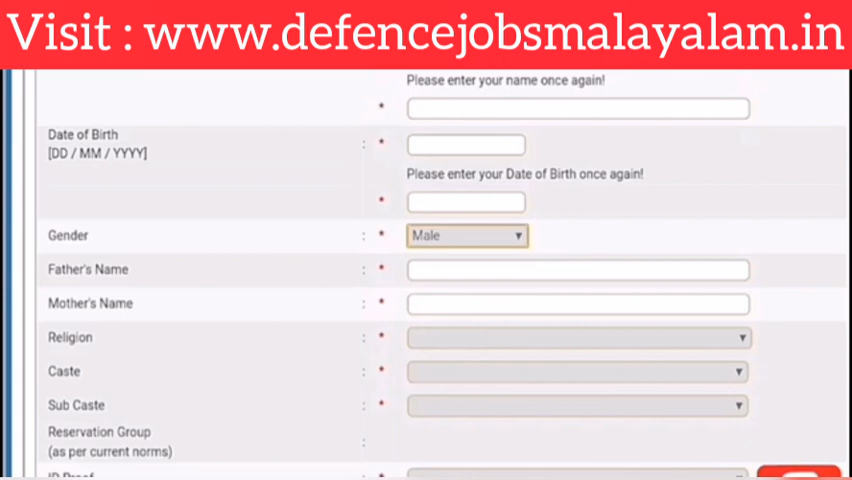 Visit : www.defencejobsmalayalam.in
Please enter your name once again!
*
Date of Birth
[DD / MM / YYYY]
: *
Please enter your Date of Birth once again!
*
Gender : * Male
Father's Name : *
Mother's Name : *
Religion : *
Caste : *
Sub Caste : *
Reservation Group
(as per current norms)
:
ID Proof : *